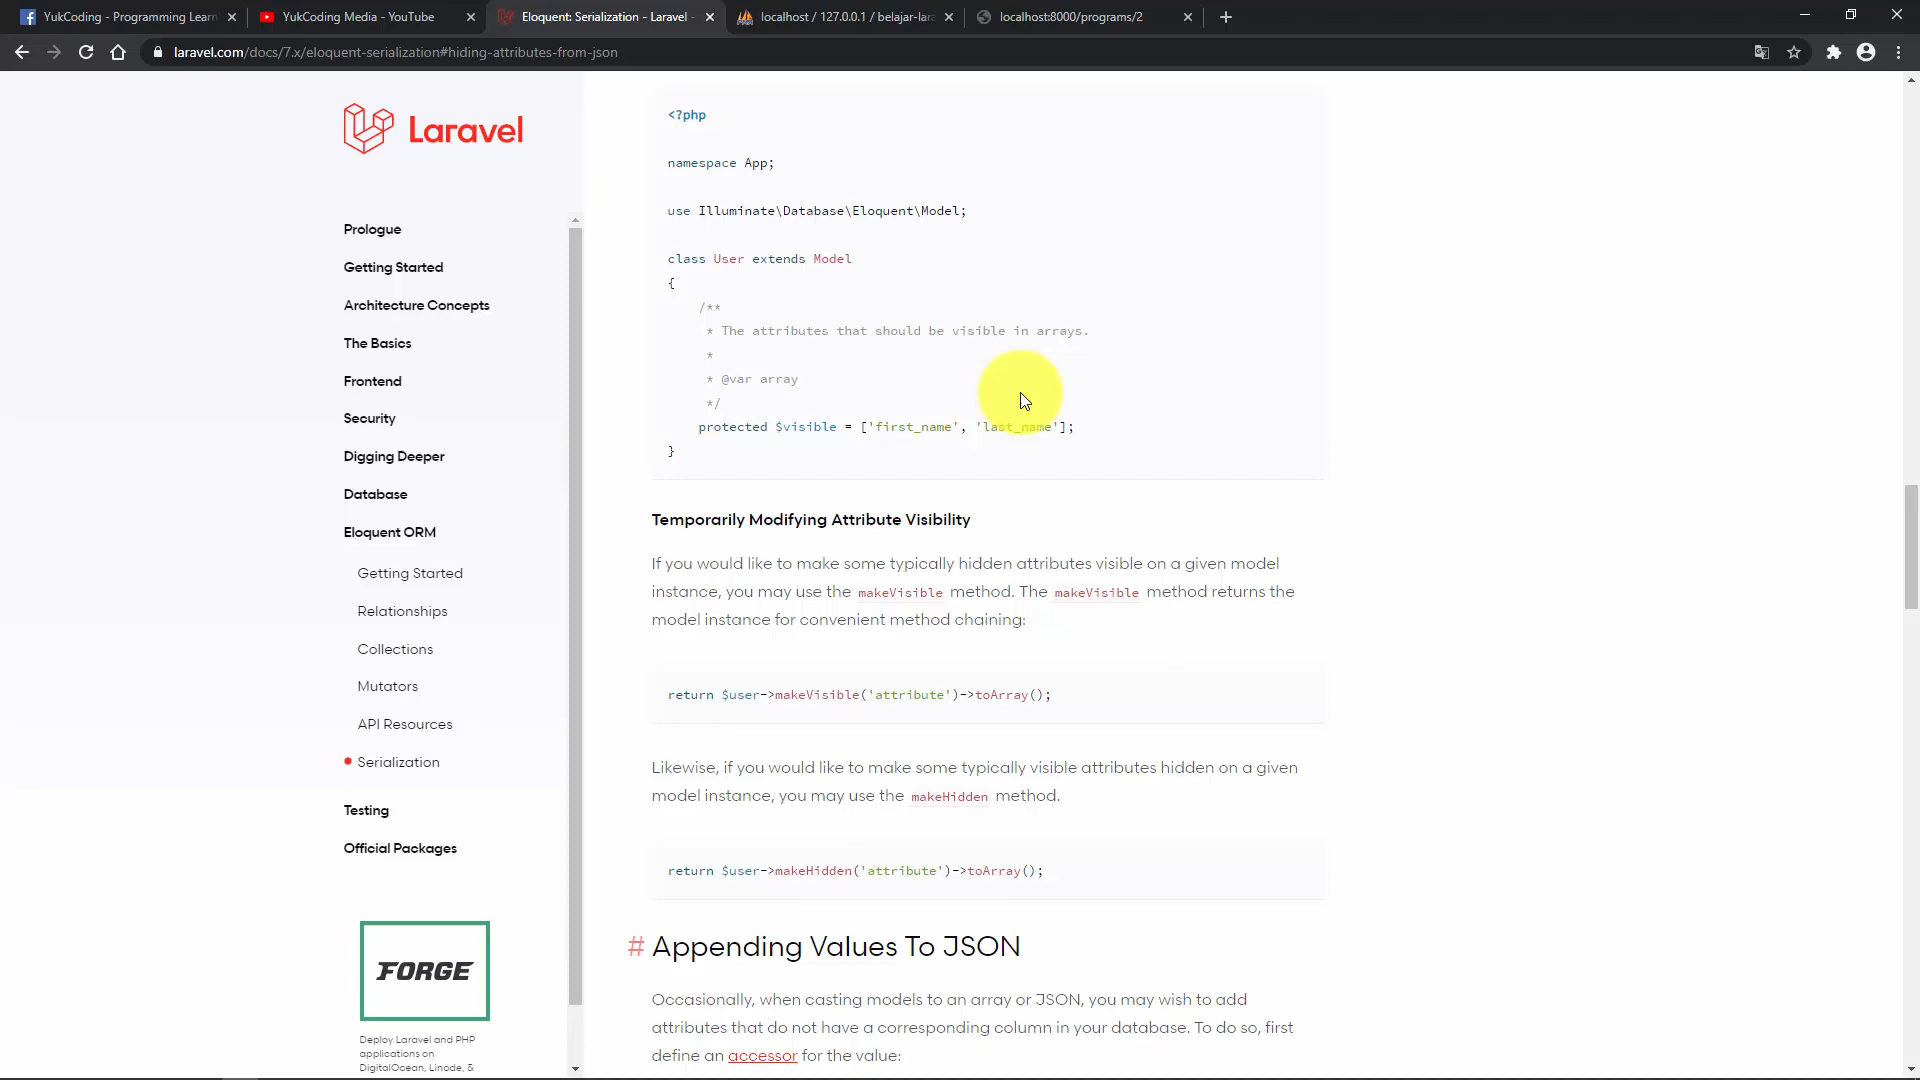 YukCoding - Programming Learn
YukCoding Media - YouTube
Eloquent: Serialization - Laravel -
localhost / 127.0.0.1 / belajar-lara
localhost:8000/programs/2
laravel.com/docs/7.x/eloquent-serialization#hiding-attributes-from-json
Laravel
Prologue
Getting Started
Architecture Concepts
The Basics
Frontend
Security
Digging Deeper
Database
Eloquent ORM
Getting Started
Relationships
Collections
Mutators
API Resources
Serialization
Testing
Official Packages
FORGE
Deploy Laravel and PHP
applications on
DigitalOcean, Linode, &
<?php
namespace App;
use Illuminate\Database\Eloquent\Model;
class User extends Model
{
/**
* The attributes that should be visible in arrays.
*
* @var array
*/
protected $visible = ['first_name', 'last_name'];
}
Temporarily Modifying Attribute Visibility
If you would like to make some typically hidden attributes visible on a given model
instance, you may use the makeVisible method. The makeVisible method returns the
model instance for convenient method chaining:
return $user->makeVisible('attribute')->toArray();
Likewise, if you would like to make some typically visible attributes hidden on a given
model instance, you may use the makeHidden method.
return $user->makeHidden('attribute')->toArray();
# Appending Values To JSON
Occasionally, when casting models to an array or JSON, you may wish to add
attributes that do not have a corresponding column in your database. To do so, first
define an accessor for the value: